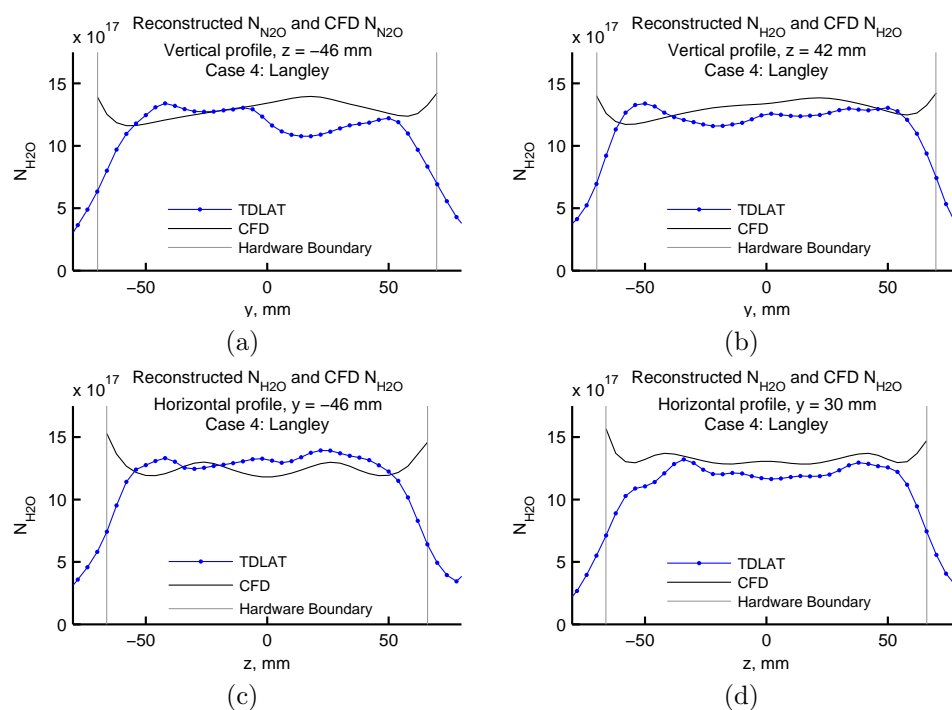 Reconstructed N_N2O and CFD N_N2O
x 10^17
Vertical profile, z = −46 mm
Case 4: Langley
15
10
5
0
N_H2O
TDLAT
CFD
Hardware Boundary
−50 0 50
y, mm
(a)
Reconstructed N_H2O and CFD N_H2O
x 10^17
Vertical profile, z = 42 mm
Case 4: Langley
15
10
5
0
N_H2O
TDLAT
CFD
Hardware Boundary
−50 0 50
y, mm
(b)
Reconstructed N_H2O and CFD N_H2O
x 10^17
Horizontal profile, y = −46 mm
Case 4: Langley
15
10
5
0
N_H2O
TDLAT
CFD
Hardware Boundary
−50 0 50
z, mm
(c)
Reconstructed N_H2O and CFD N_H2O
x 10^17
Horizontal profile, y = 30 mm
Case 4: Langley
15
10
5
0
N_H2O
TDLAT
CFD
Hardware Boundary
−50 0 50
z, mm
(d)